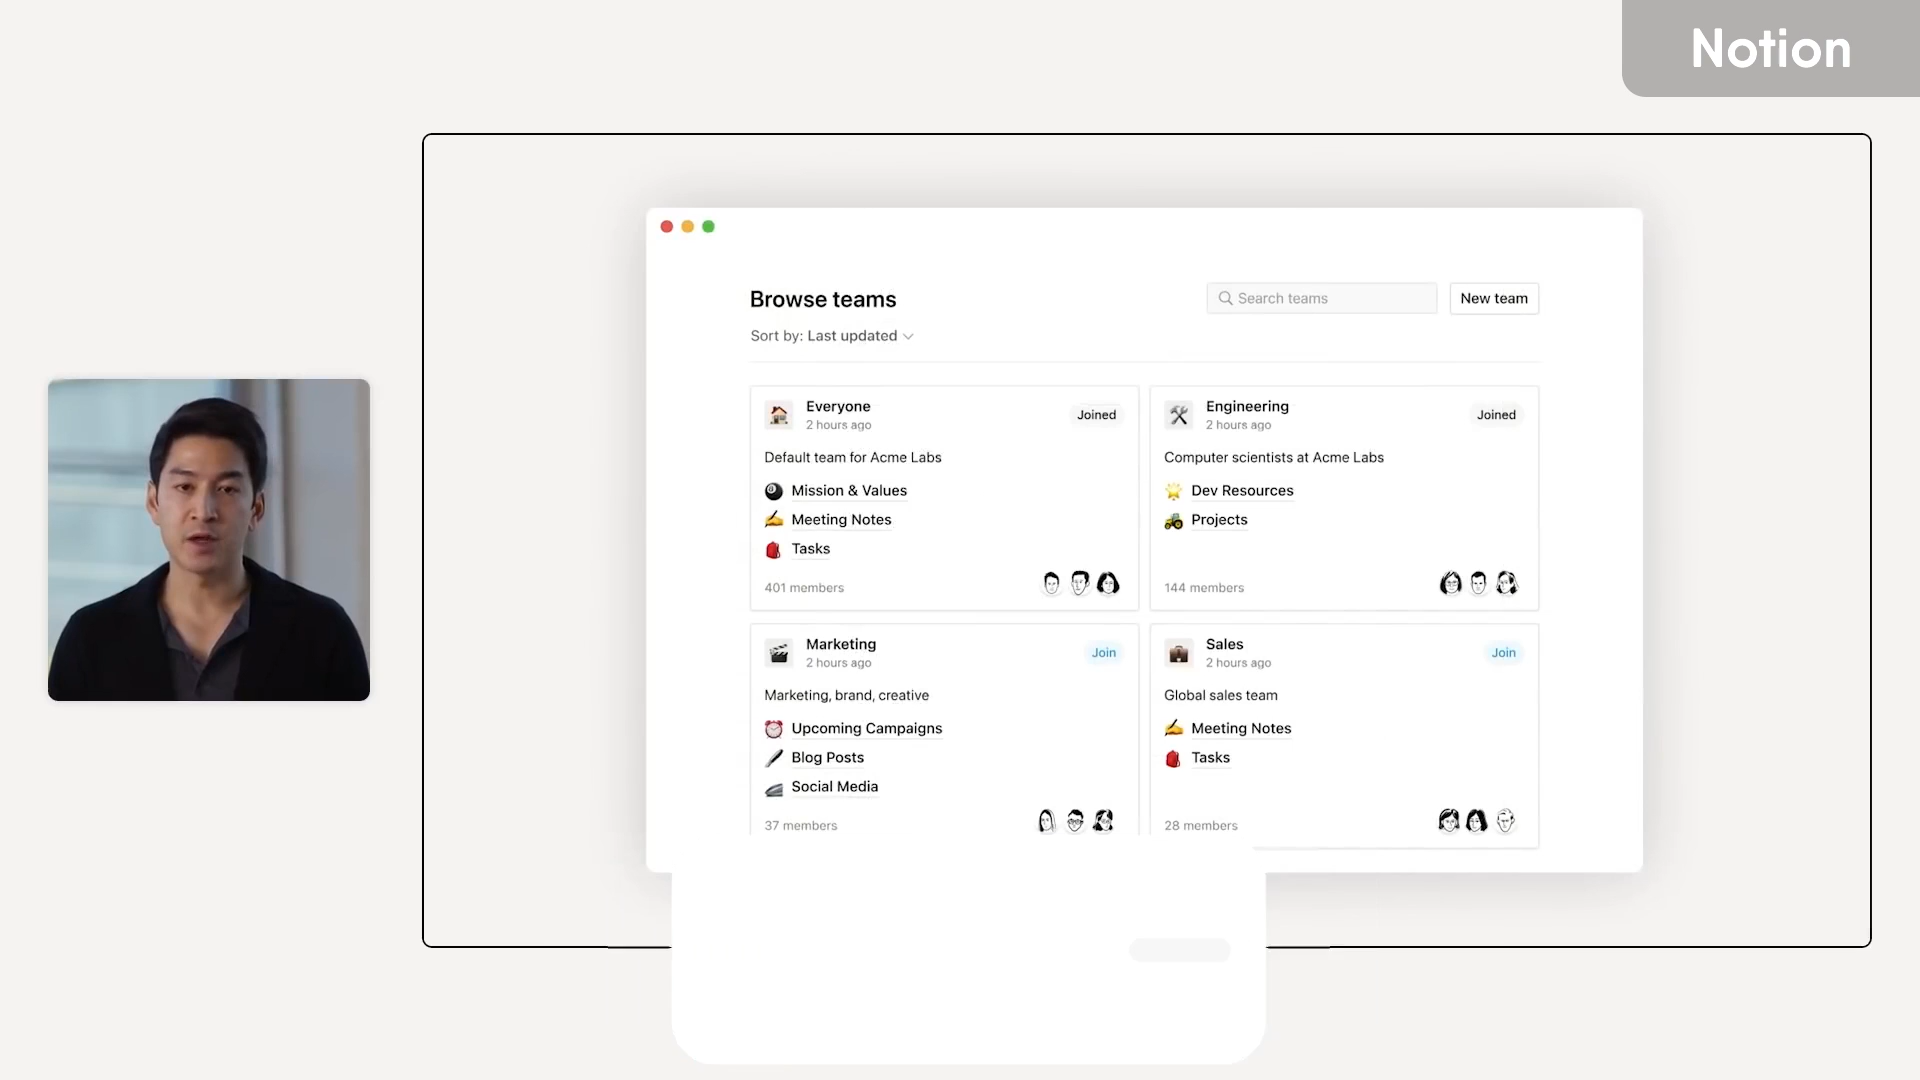 Notion
Browse teams
Search teams
New team
Sort by: Last updated
Everyone
2 hours ago
Joined
Default team for Acme Labs
Mission & Values
Meeting Notes
Tasks
401 members
Engineering
2 hours ago
Joined
Computer scientists at Acme Labs
Dev Resources
Projects
144 members
Marketing
2 hours ago
Join
Marketing, brand, creative
Upcoming Campaigns
Blog Posts
Social Media
37 members
Sales
2 hours ago
Join
Global sales team
Meeting Notes
Tasks
28 members